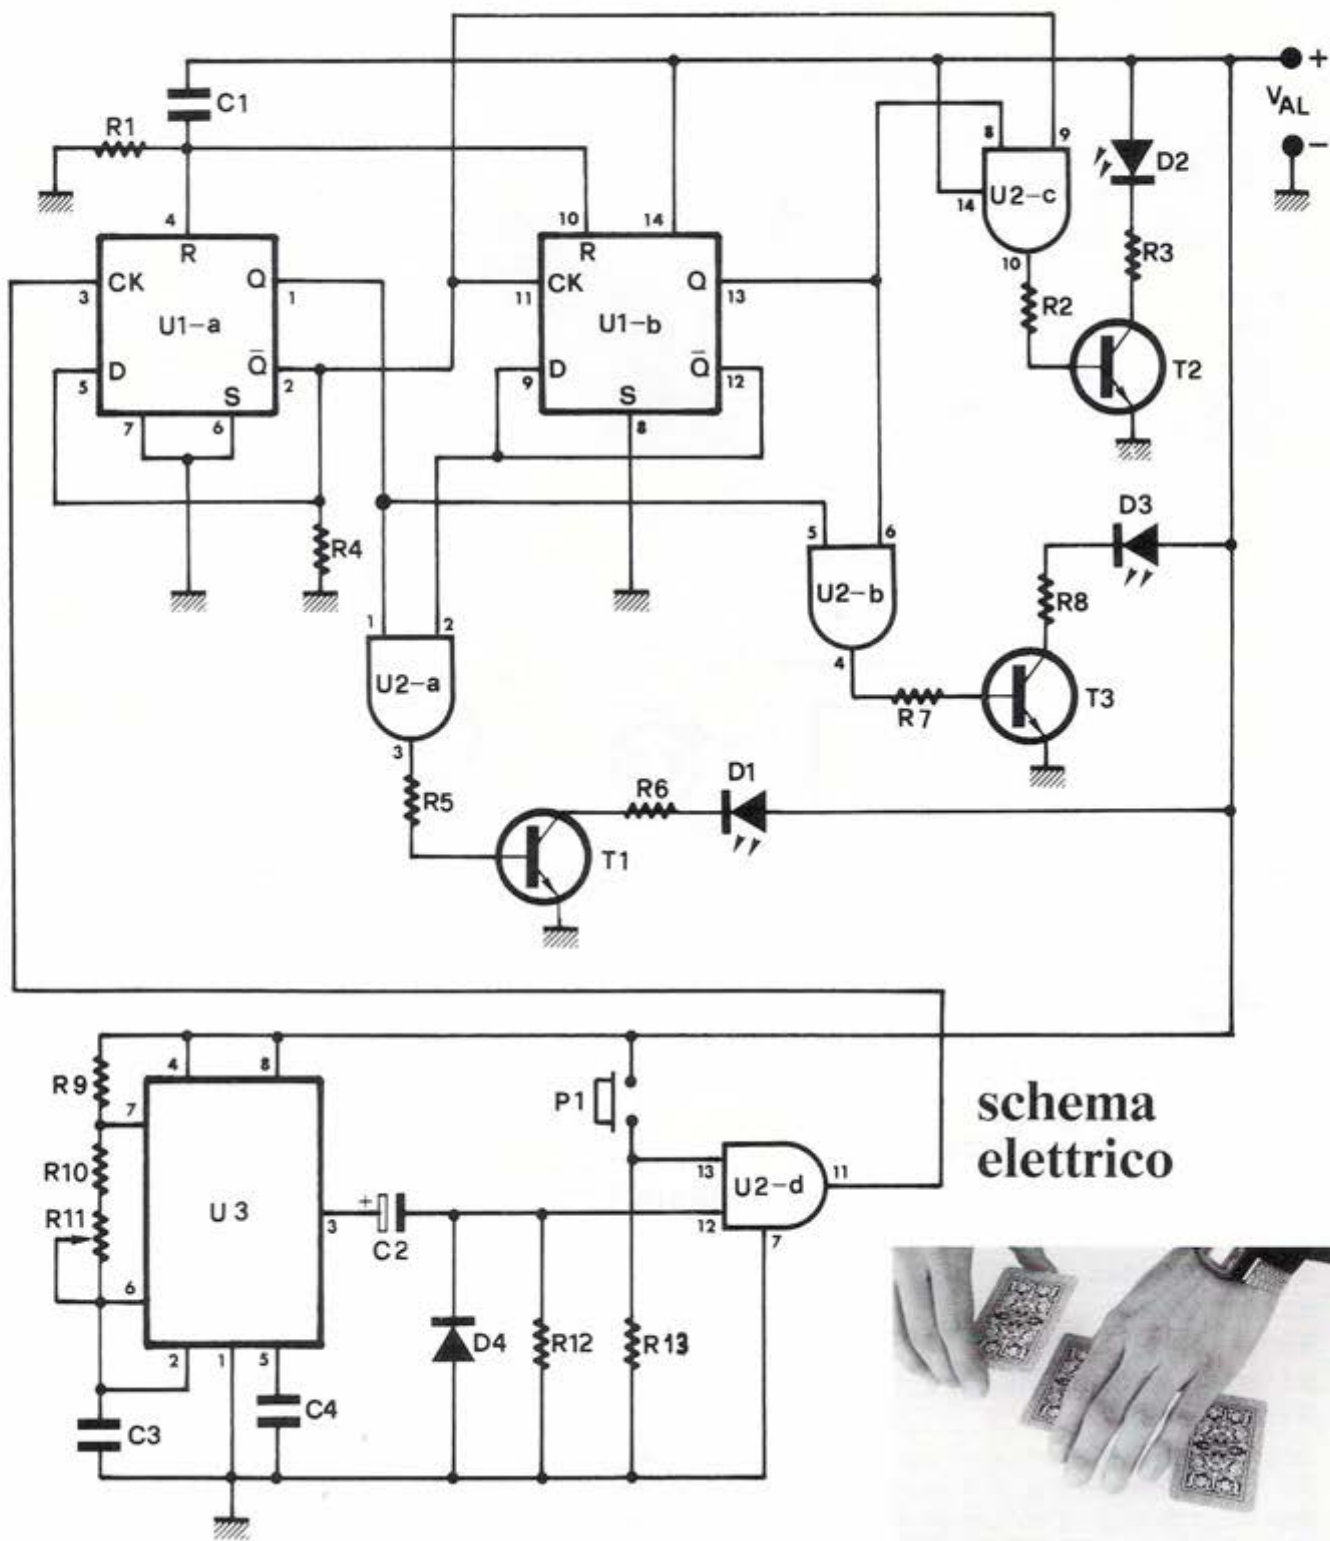 +
C1
VAL
R1
8
9
−
D2
U2-c
4
10
14
14
R
R
10
R3
CK
Q
CK
Q
3
1
11
13
R2
U1-a
U1-b
T2
D
Q̄
D
Q̄
5
2
9
12
S
S
7
6
8
D3
R4
5
6
U2-b
R8
1
2
4
U2-a
R7
T3
3
D1
R5
R6
T1
4
8
R9
7
P1
schema
elettrico
R10
13
11
U2-d
R11
U3
+
3
12
C2
7
6
D4
R12
R13
2
1
5
C3
C4